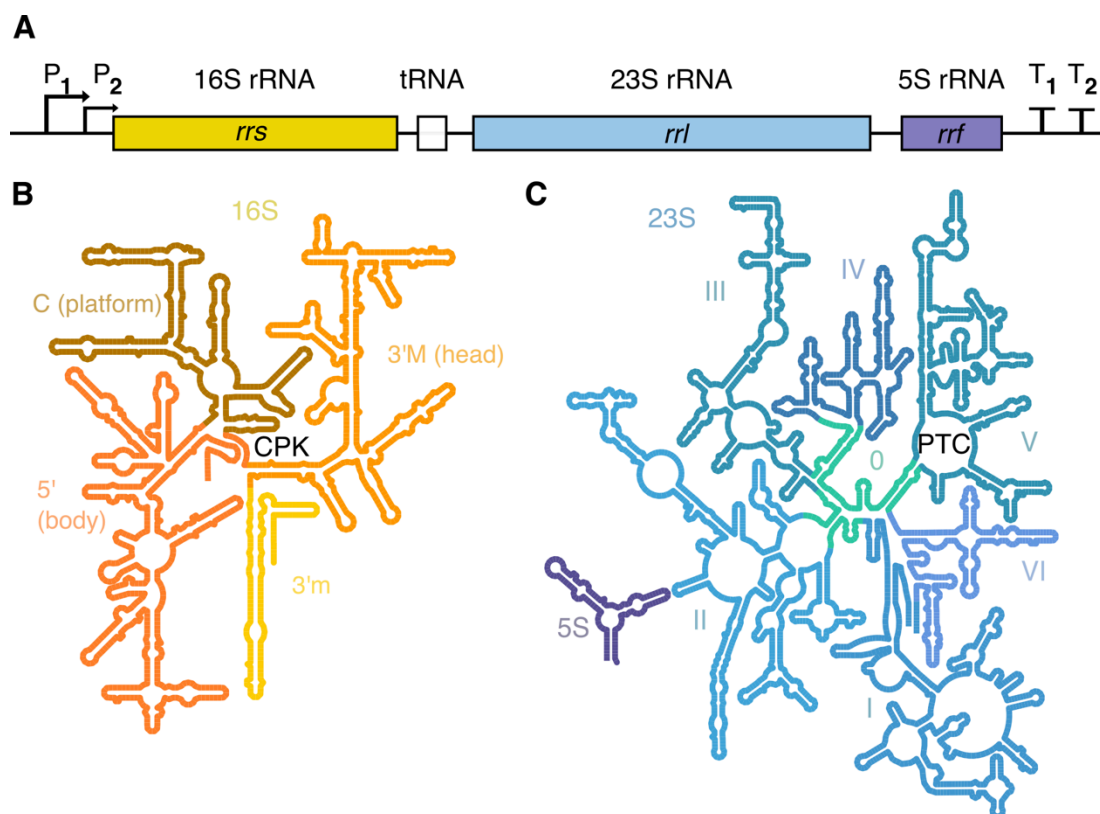 A
P1 P2 16S rRNA tRNA 23S rRNA 5S rRNA T1 T2
rrs rrl rrf
B
16S
C (platform)
3'M (head)
CPK
5'
(body)
3'm
C
23S
IV
III
0
PTC
V
VI
5S
II
I